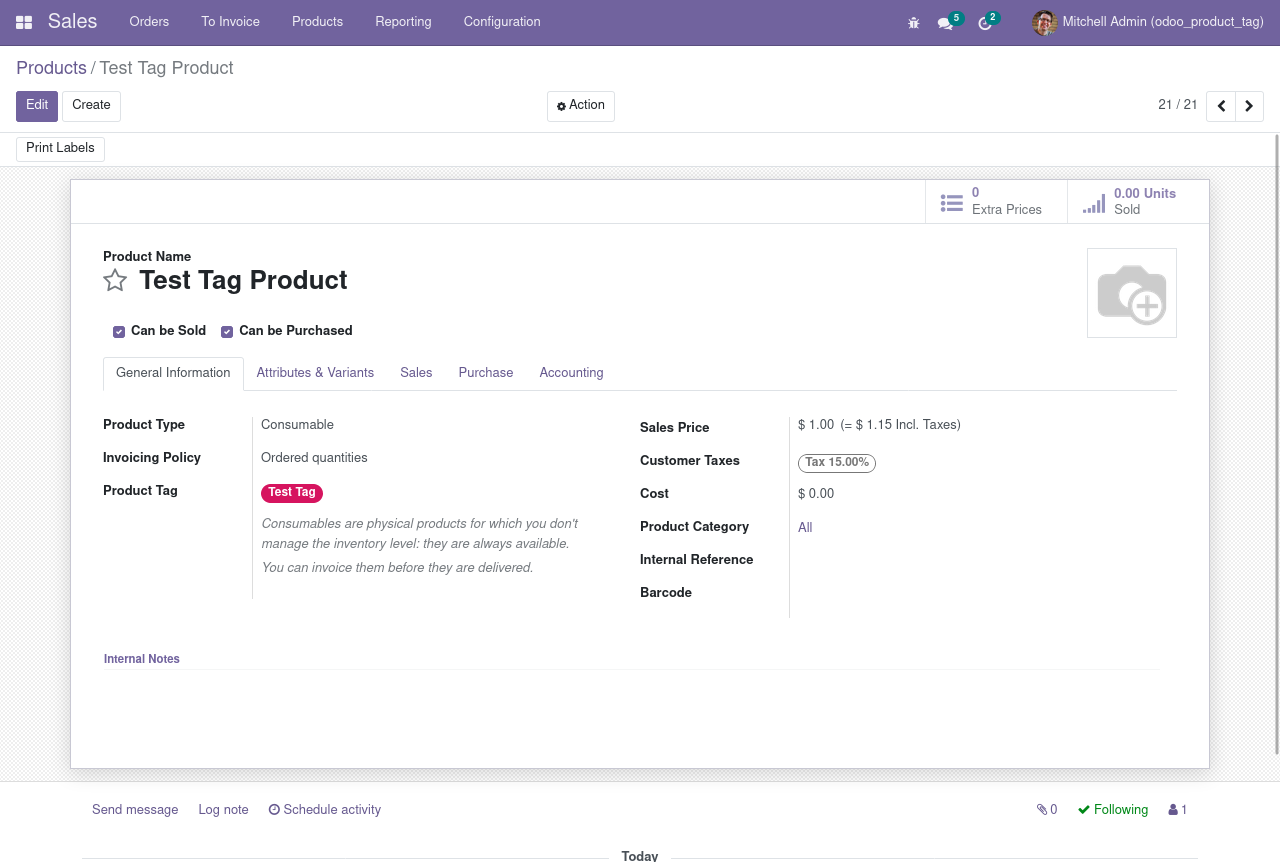 Sales Orders To Invoice Products Reporting Configuration 5 2 Mitchell Admin (odoo_product_tag)
Products / Test Tag Product
Edit Create Action 21 / 21
Print Labels
0 Extra Prices
0.00 Units Sold
Product Name
Test Tag Product
Can be Sold Can be Purchased
General Information Attributes & Variants Sales Purchase Accounting
Product Type Consumable
Invoicing Policy Ordered quantities
Product Tag Test Tag
Consumables are physical products for which you don't
manage the inventory level: they are always available.
You can invoice them before they are delivered.
Sales Price $ 1.00 (= $ 1.15 Incl. Taxes)
Customer Taxes Tax 15.00%
Cost $ 0.00
Product Category All
Internal Reference
Barcode
Internal Notes
Send message Log note Schedule activity 0 Following 1
Today